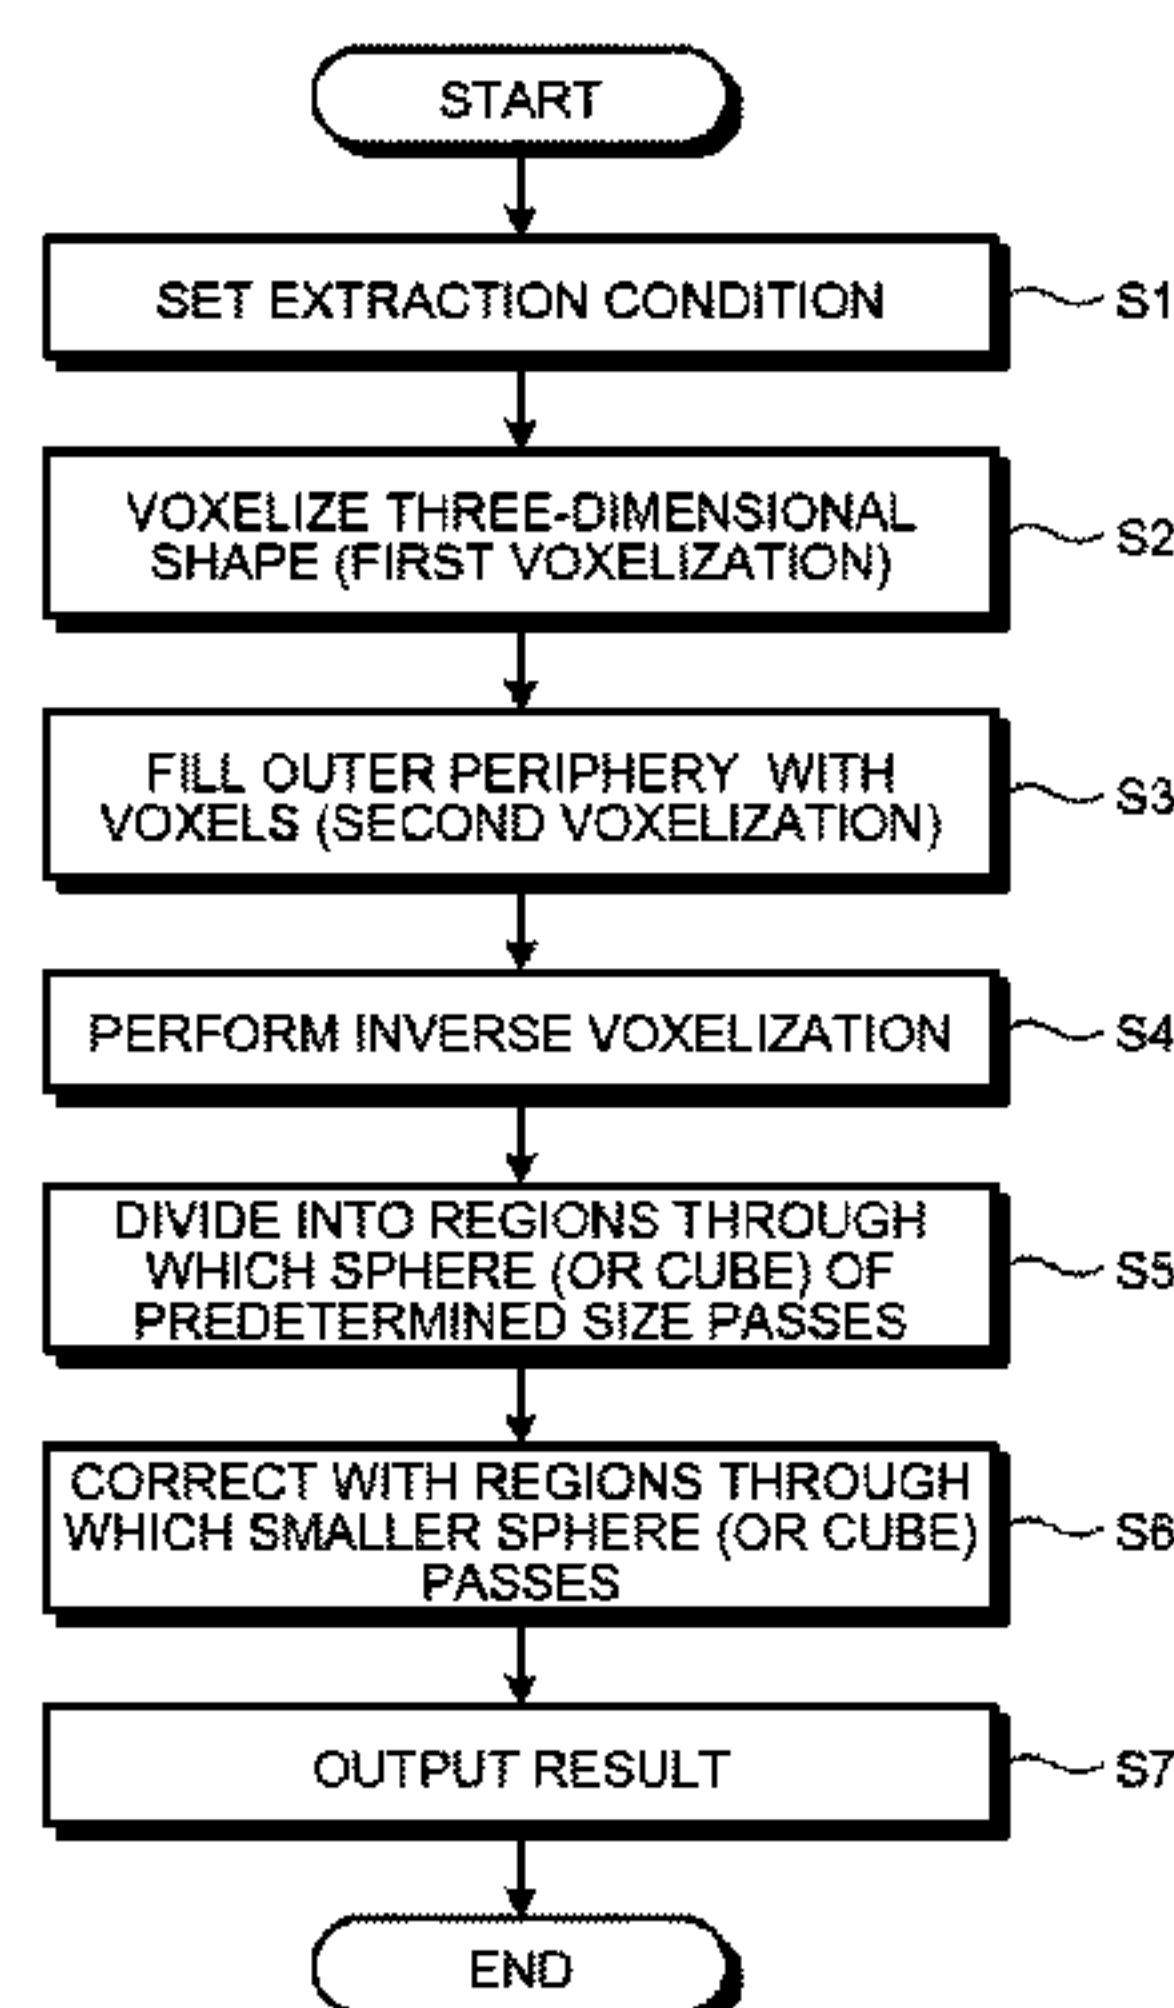 START
SET EXTRACTION CONDITION
S1
VOXELIZE THREE-DIMENSIONAL
SHAPE (FIRST VOXELIZATION)
S2
FILL OUTER PERIPHERY WITH
VOXELS (SECOND VOXELIZATION)
S3
PERFORM INVERSE VOXELIZATION
S4
DIVIDE INTO REGIONS THROUGH
WHICH SPHERE (OR CUBE) OF
PREDETERMINED SIZE PASSES
S5
CORRECT WITH REGIONS THROUGH
WHICH SMALLER SPHERE (OR CUBE)
PASSES
S6
OUTPUT RESULT
S7
END